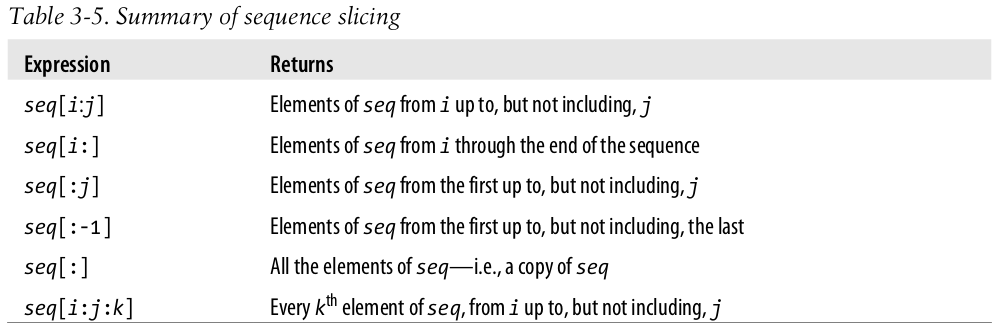 Table 3-5. Summary of sequence slicing
Expression Returns
seq[i:j] Elements of seq from i up to, but not including, j
seq[i:] Elements of seq from i through the end of the sequence
seq[:j] Elements of seq from the first up to, but not including, j
seq[:-1] Elements of seq from the first up to, but not including, the last
seq[:] All the elements of seq—i.e., a copy of seq
seq[i:j:k] Every kth element of seq, from i up to, but not including, j